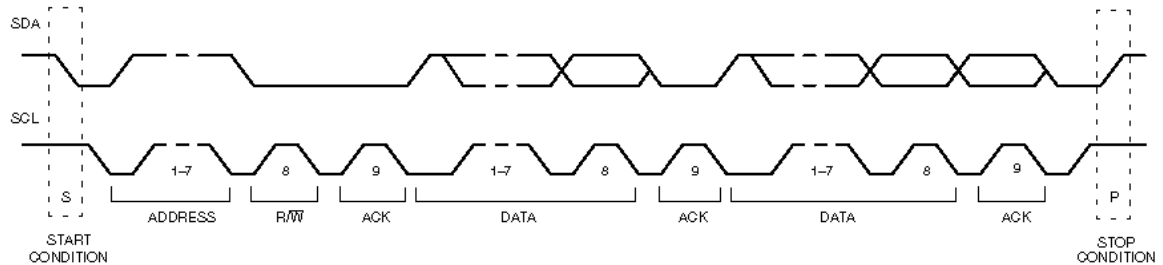 SDA
SCL
1–7 8 9 1–7 8 9 1–7 8 9
S P
ADDRESS R/W̅ ACK DATA ACK DATA ACK
START
CONDITION
STOP
CONDITION